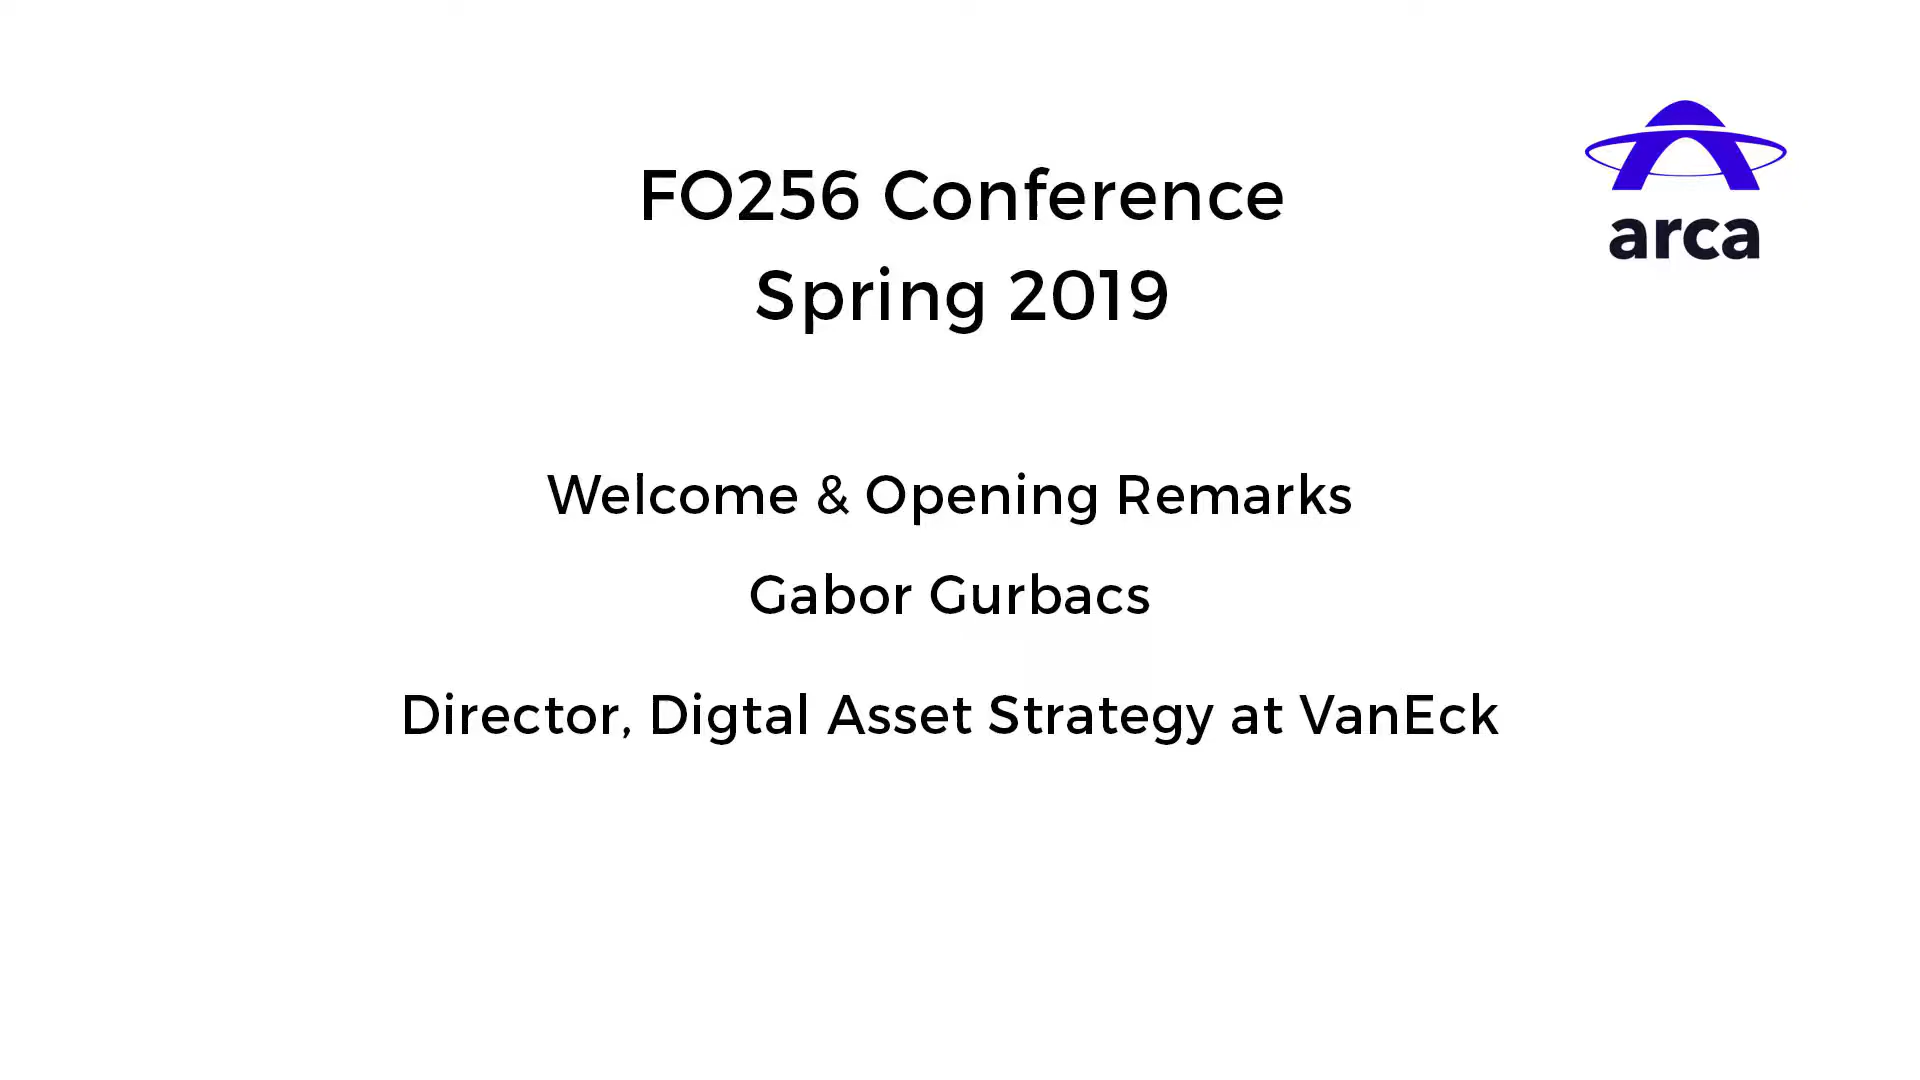 FO256 Conference
Spring 2019
arca
Welcome & Opening Remarks
Gabor Gurbacs
Director, Digtal Asset Strategy at VanEck